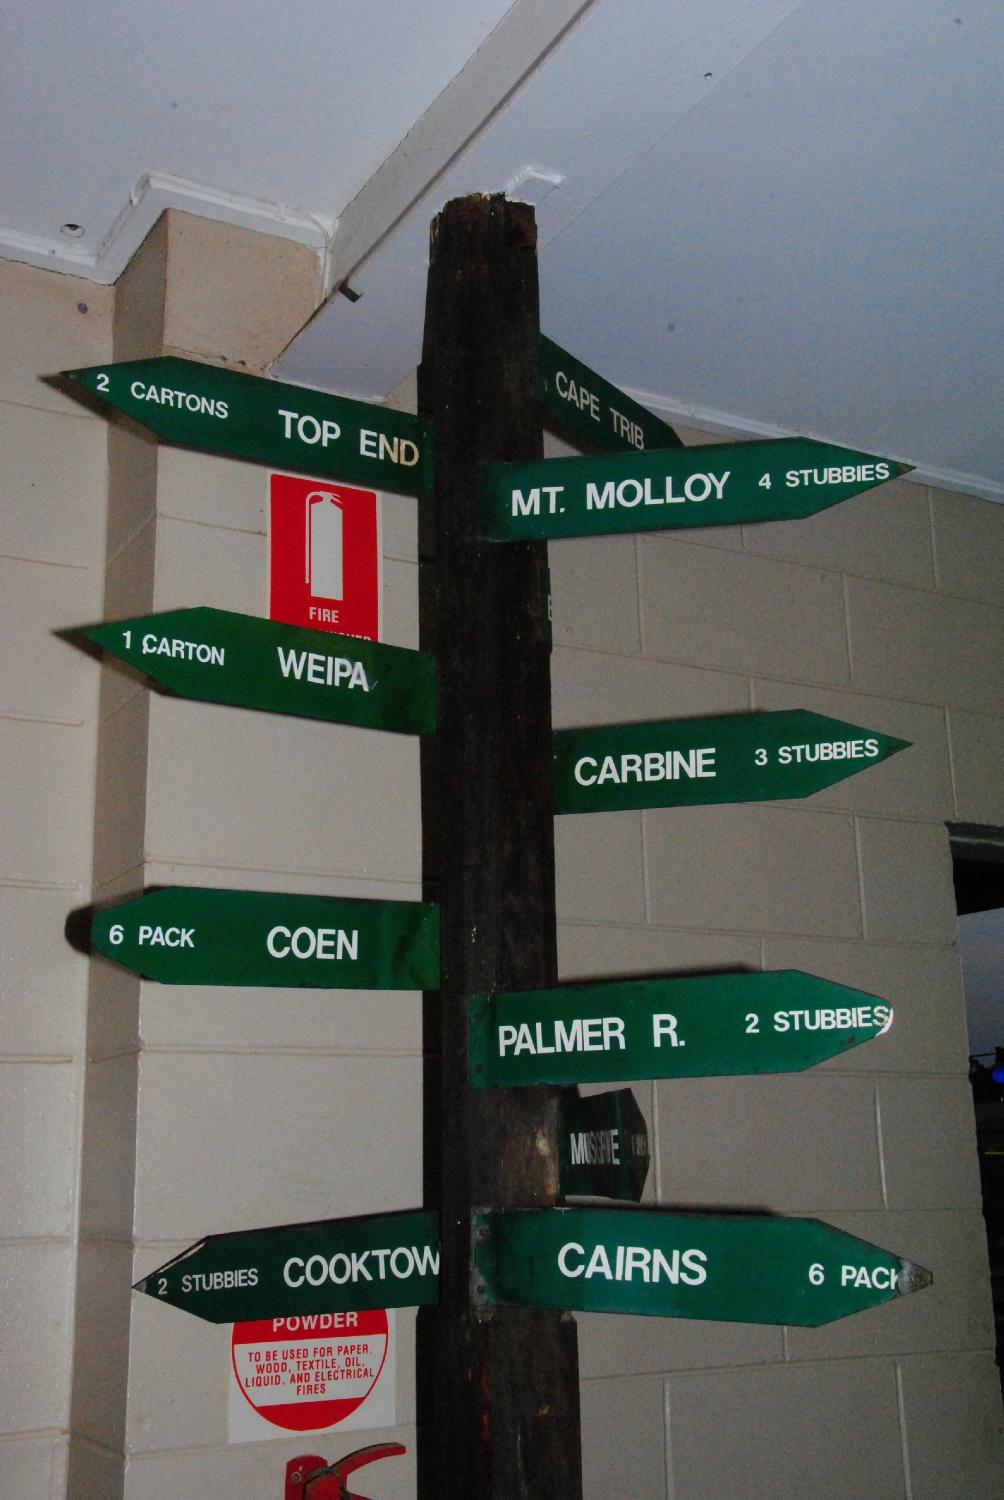 CAPE TRIB
2 CARTONS TOP END
MT. MOLLOY 4 STUBBIES
FIRE
1 CARTON WEIPA
CARBINE 3 STUBBIES
6 PACK COEN
PALMER R. 2 STUBBIES
CAIRNS 6 PACK
2 STUBBIES COOKTOW
POWDER
TO BE USED FOR PAPER,
WOOD, TEXTILE, OIL,
LIQUID, AND ELECTRICAL
FIRES